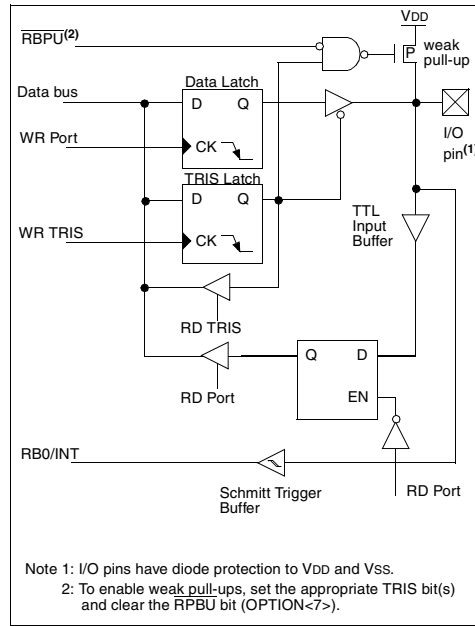 VDD
RBPU(2)
P
weak
pull-up
Data Latch
Data bus
D
Q
I/O
pin(1)
WR Port
CK
TRIS Latch
D
Q
TTL
Input
Buffer
WR TRIS
CK
RD TRIS
Q
D
RD Port
EN
RB0/INT
Schmitt Trigger
Buffer
RD Port
Note 1: I/O pins have diode protection to VDD and VSS.
2: To enable weak pull-ups, set the appropriate TRIS bit(s)
and clear the RPBU bit (OPTION<7>).